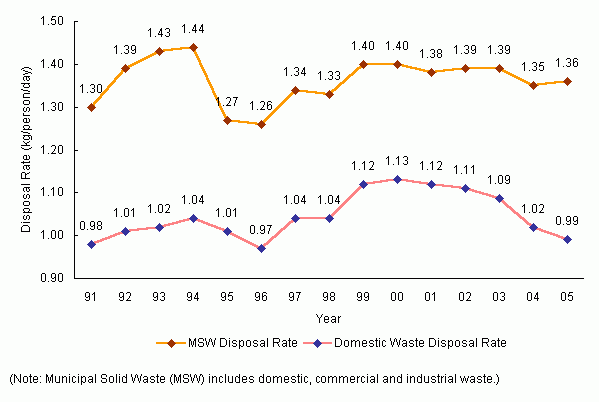 1.50
1.40
1.30
1.20
1.10
1.00
0.90
Disposal Rate (kg/person/day)
1.30 1.39 1.43 1.44 1.27 1.26 1.34 1.33 1.40 1.40 1.38 1.39 1.39 1.35 1.36
0.98 1.01 1.02 1.04 1.01 0.97 1.04 1.04 1.12 1.13 1.12 1.11 1.09 1.02 0.99
91 92 93 94 95 96 97 98 99 00 01 02 03 04 05
Year
MSW Disposal Rate Domestic Waste Disposal Rate
(Note: Municipal Solid Waste (MSW) includes domestic, commercial and industrial waste.)